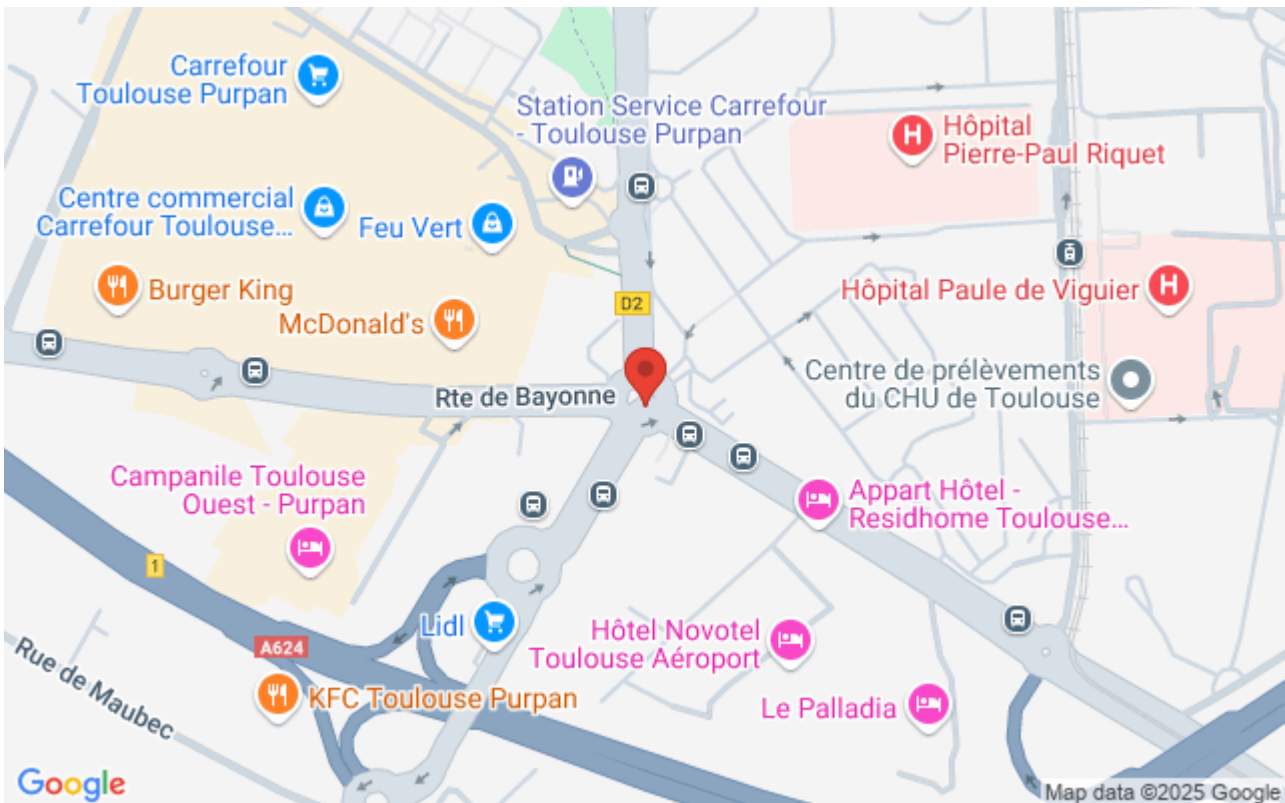 Carrefour
Toulouse Purpan
Station Service Carrefour
- Toulouse Purpan
Hôpital
Pierre-Paul Riquet
Centre commercial
Carrefour Toulouse...
Feu Vert
Burger King
McDonald's
D2
Hôpital Paule de Viguier
Rte de Bayonne
Centre de prélèvements
du CHU de Toulouse
Campanile Toulouse
Ouest - Purpan
Appart Hôtel -
Residhome Toulouse...
1
Lidl
A624
Hôtel Novotel
Toulouse Aéroport
Rue de Maubec
KFC Toulouse Purpan
Le Palladia
Google
Map data ©2025 Google